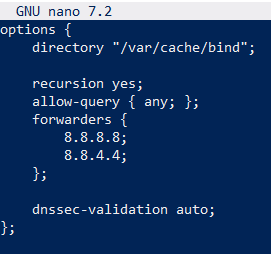 GNU nano 7.2
options {
    directory "/var/cache/bind";

    recursion yes;
    allow-query { any; };
    forwarders {
        8.8.8.8;
        8.8.4.4;
    };

    dnssec-validation auto;
};